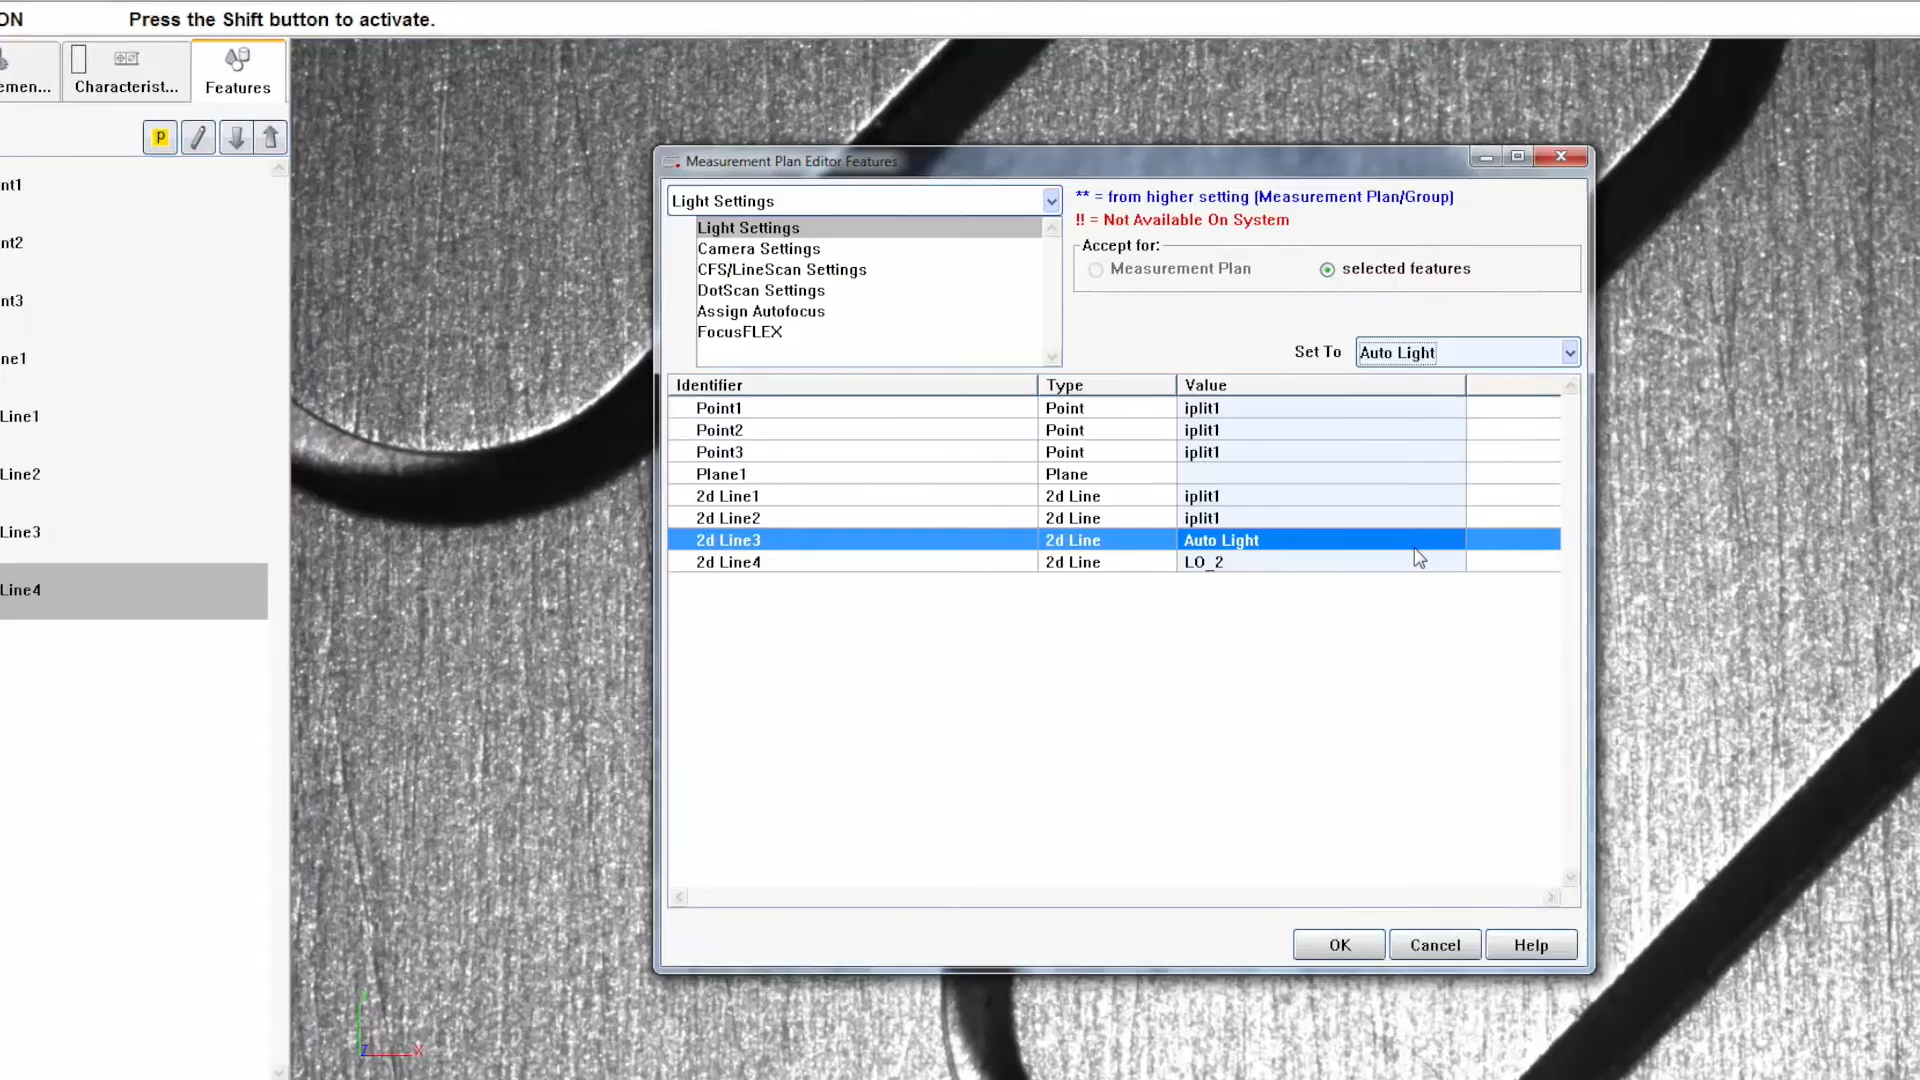 ON Press the Shift button to activate.
emen... Characterist... Features
P
nt1
nt2
nt3
ne1
Line1
Line2
Line3
Line4
Measurement Plan Editor Features
Light Settings
Light Settings
Camera Settings
CFS/LineScan Settings
DotScan Settings
Assign Autofocus
FocusFLEX
** = from higher setting (Measurement Plan/Group)
!! = Not Available On System
Accept for:
Measurement Plan selected features
Set To Auto Light
Identifier Type Value
Point1 Point iplit1
Point2 Point iplit1
Point3 Point iplit1
Plane1 Plane
2d Line1 2d Line iplit1
2d Line2 2d Line iplit1
2d Line3 2d Line Auto Light
2d Line4 2d Line LO_2
OK Cancel Help
Y
Z X